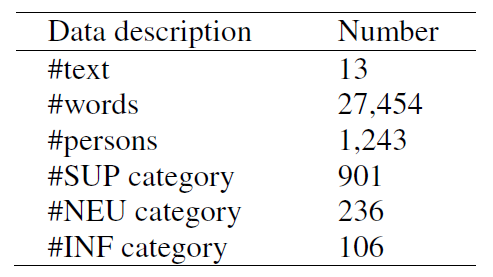 Data description Number
#text 13
#words 27,454
#persons 1,243
#SUP category 901
#NEU category 236
#INF category 106